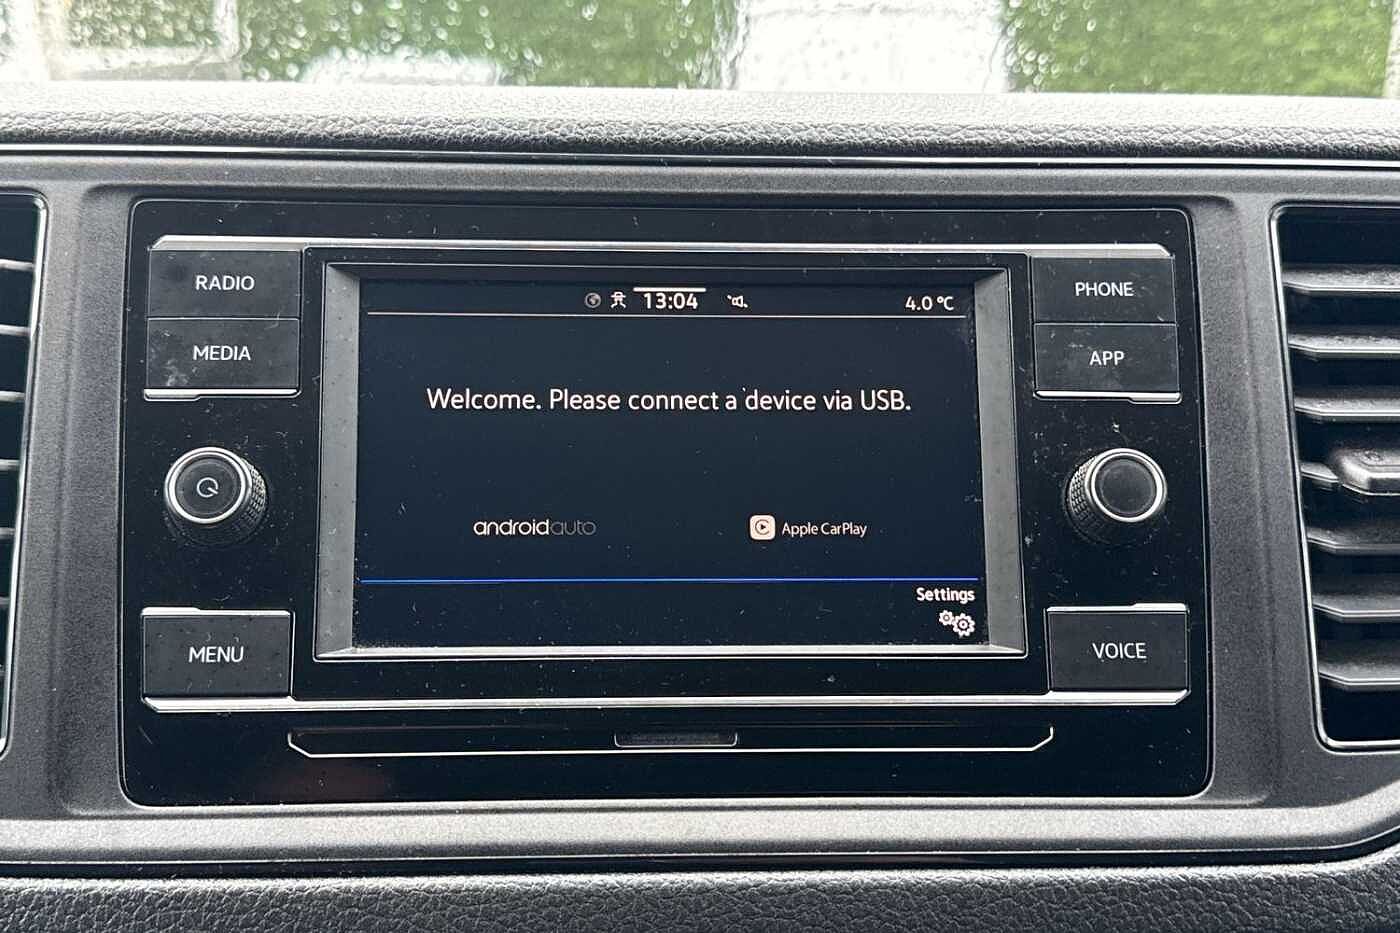 RADIO
MEDIA
MENU
13:04
4.0 °C
Welcome. Please connect a device via USB.
androidauto
Apple CarPlay
Settings
PHONE
APP
VOICE